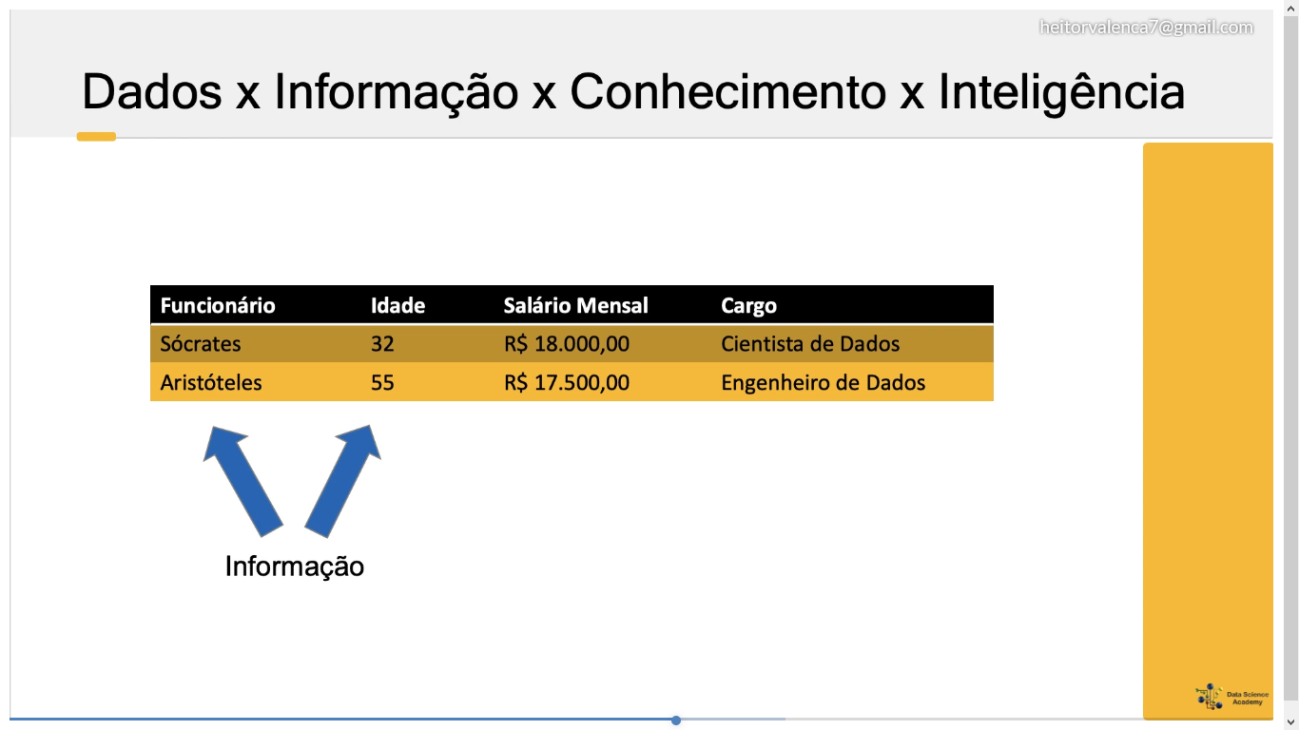 heitorvalenca7@gmail.com
Dados x Informação x Conhecimento x Inteligência
Funcionário Idade Salário Mensal Cargo
Sócrates 32 R$ 18.000,00 Cientista de Dados
Aristóteles 55 R$ 17.500,00 Engenheiro de Dados
Informação
Data Science
Academy